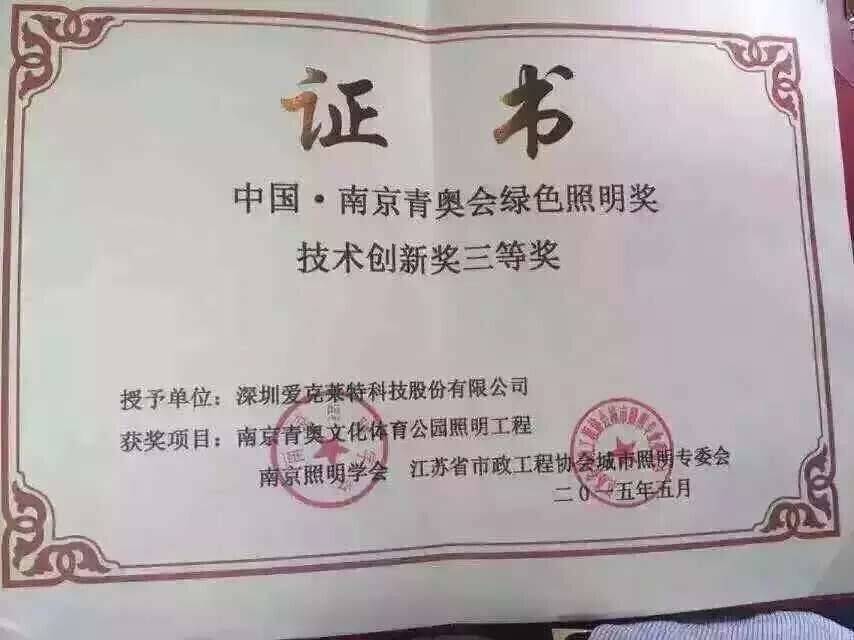 证书
中国·南京青奥会绿色照明奖
技术创新奖三等奖
授予单位：深圳爱克莱特科技股份有限公司
获奖项目：南京青奥文化体育公园照明工程
南京照明学会 江苏省市政工程协会城市照明专委会
二〇一五年五月